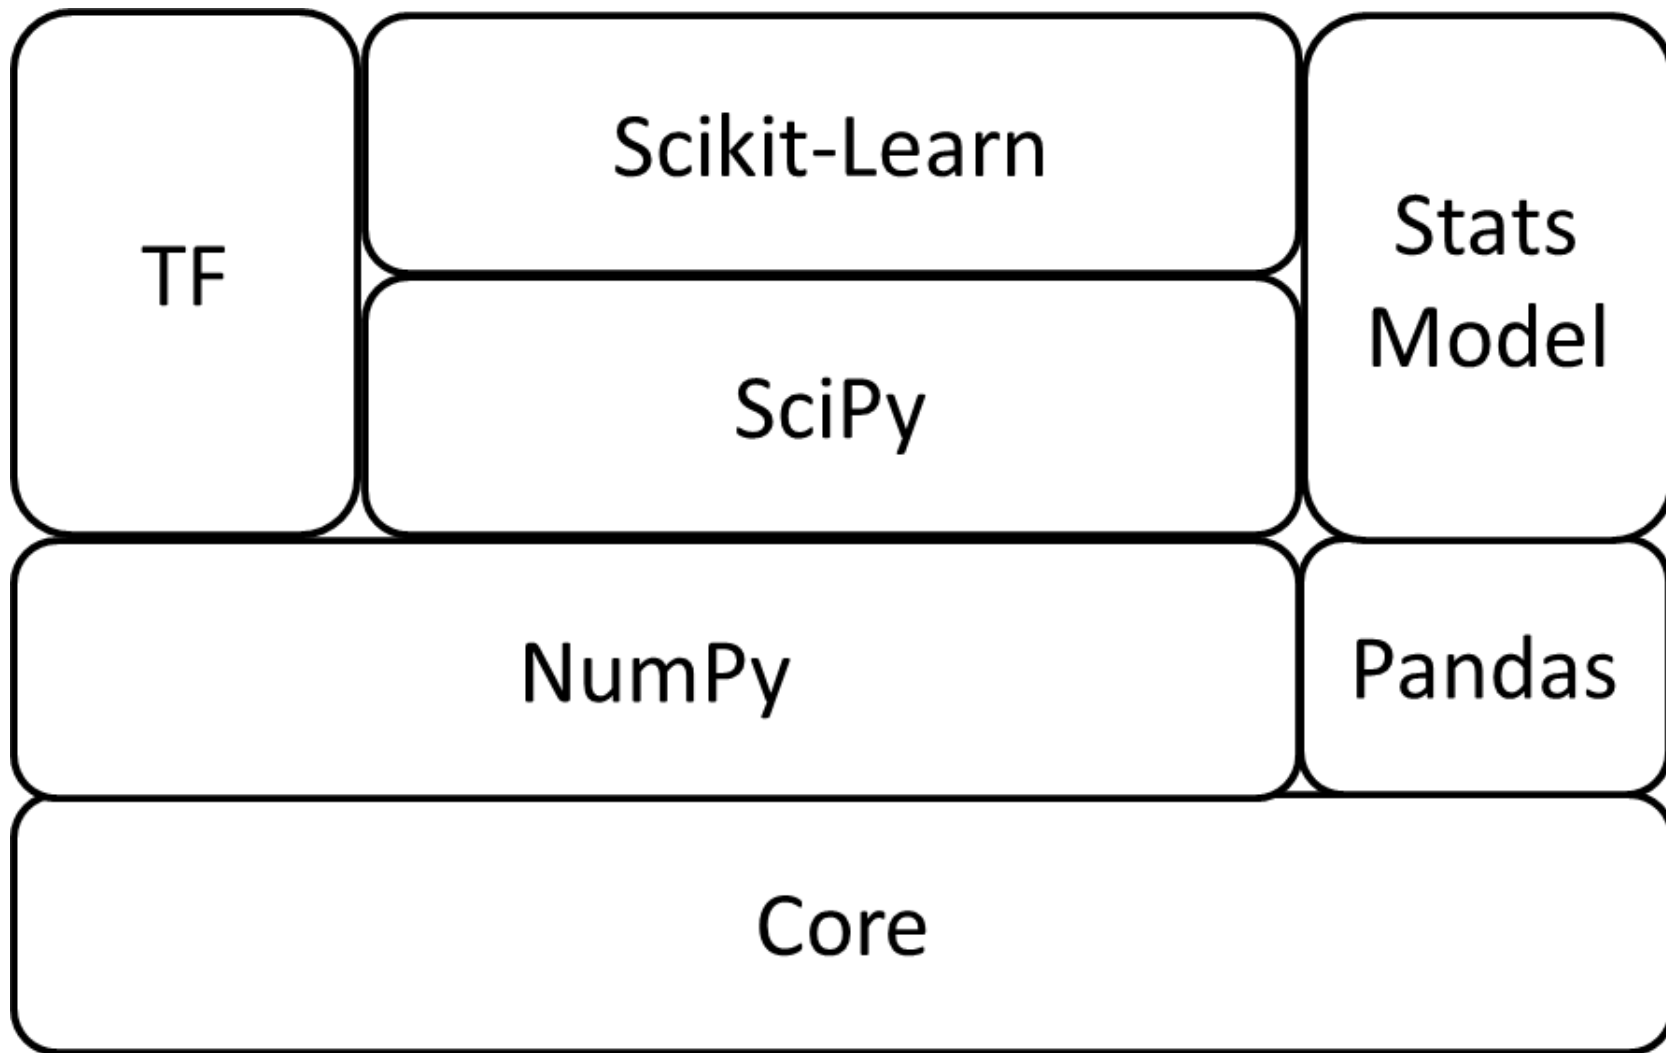 TF
Scikit-Learn
Stats
Model
SciPy
NumPy
Pandas
Core